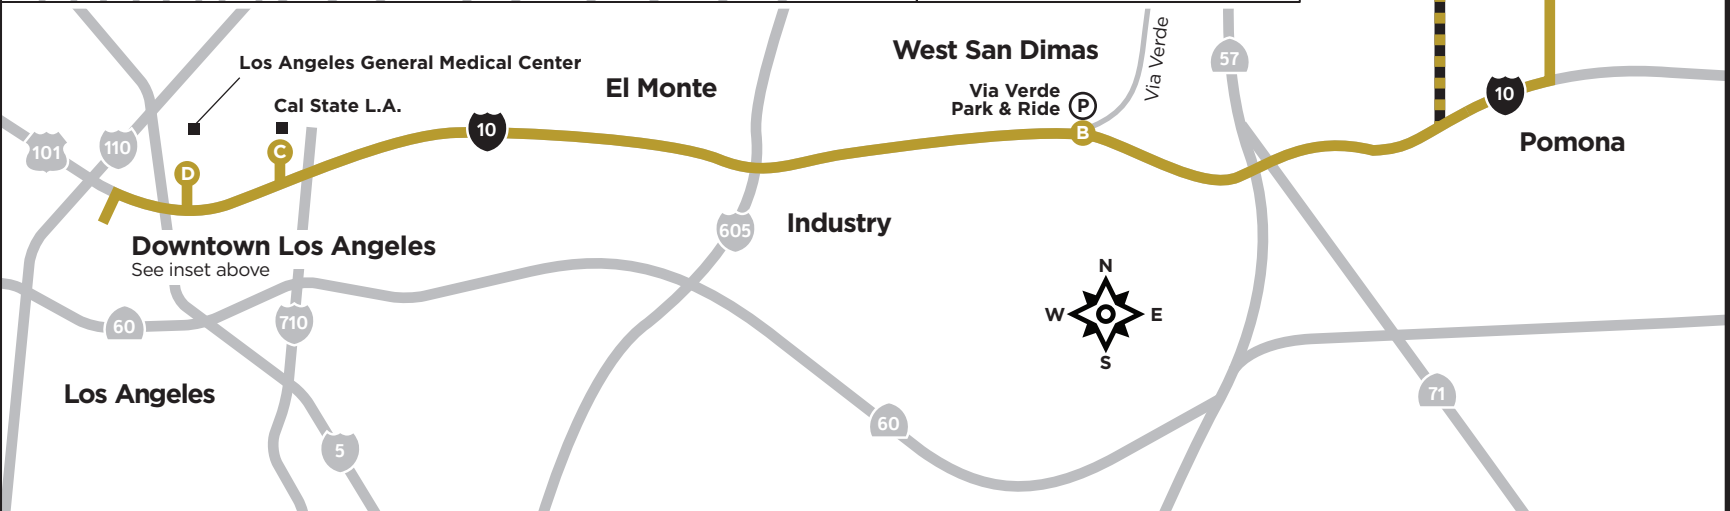 West San Dimas
Via Verde
57
Los Angeles General Medical Center
El Monte
Via Verde
Park & Ride
P
10
Cal State L.A.
10
B
101
110
C
D
Pomona
Industry
605
Downtown Los Angeles
See inset above
N
W
E
S
60
710
Los Angeles
71
60
5